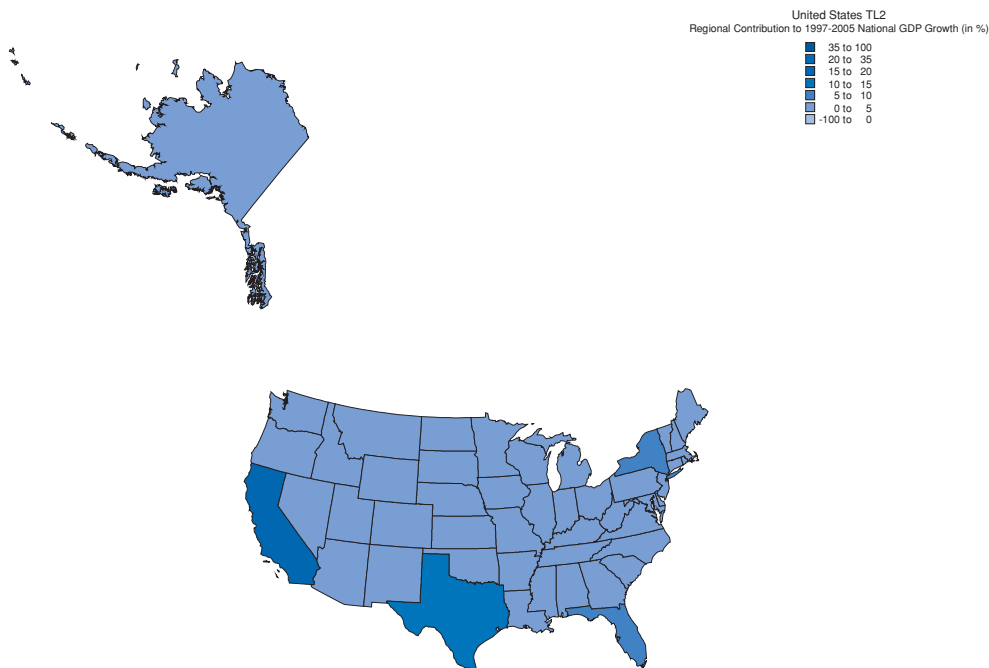 United States TL2
Regional Contribution to 1997-2005 National GDP Growth (in %)
35 to 100
20 to 35
15 to 20
10 to 15
5 to 10
0 to 5
-100 to 0